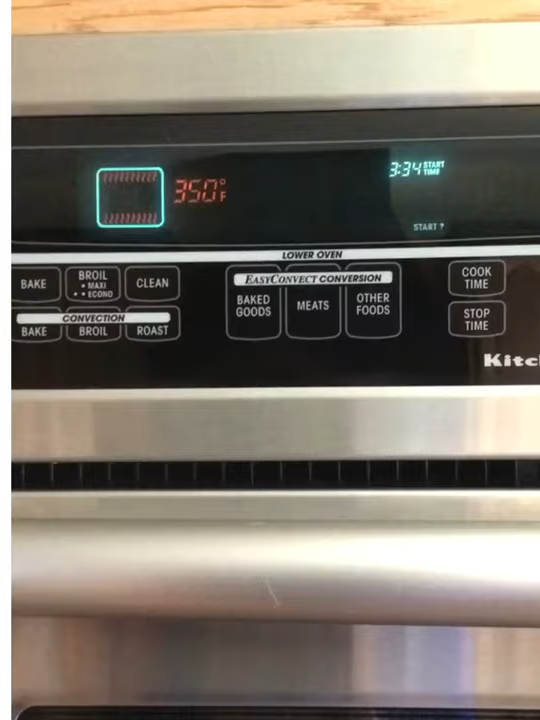 350°F
3:34 START TIME
START ?
LOWER OVEN
BAKE
BROIL
• MAXI
• • ECONO
CLEAN
EASYCONVECT CONVERSION
BAKED GOODS
MEATS
OTHER FOODS
COOK TIME
CONVECTION
BAKE
BROIL
ROAST
STOP TIME
Kitc